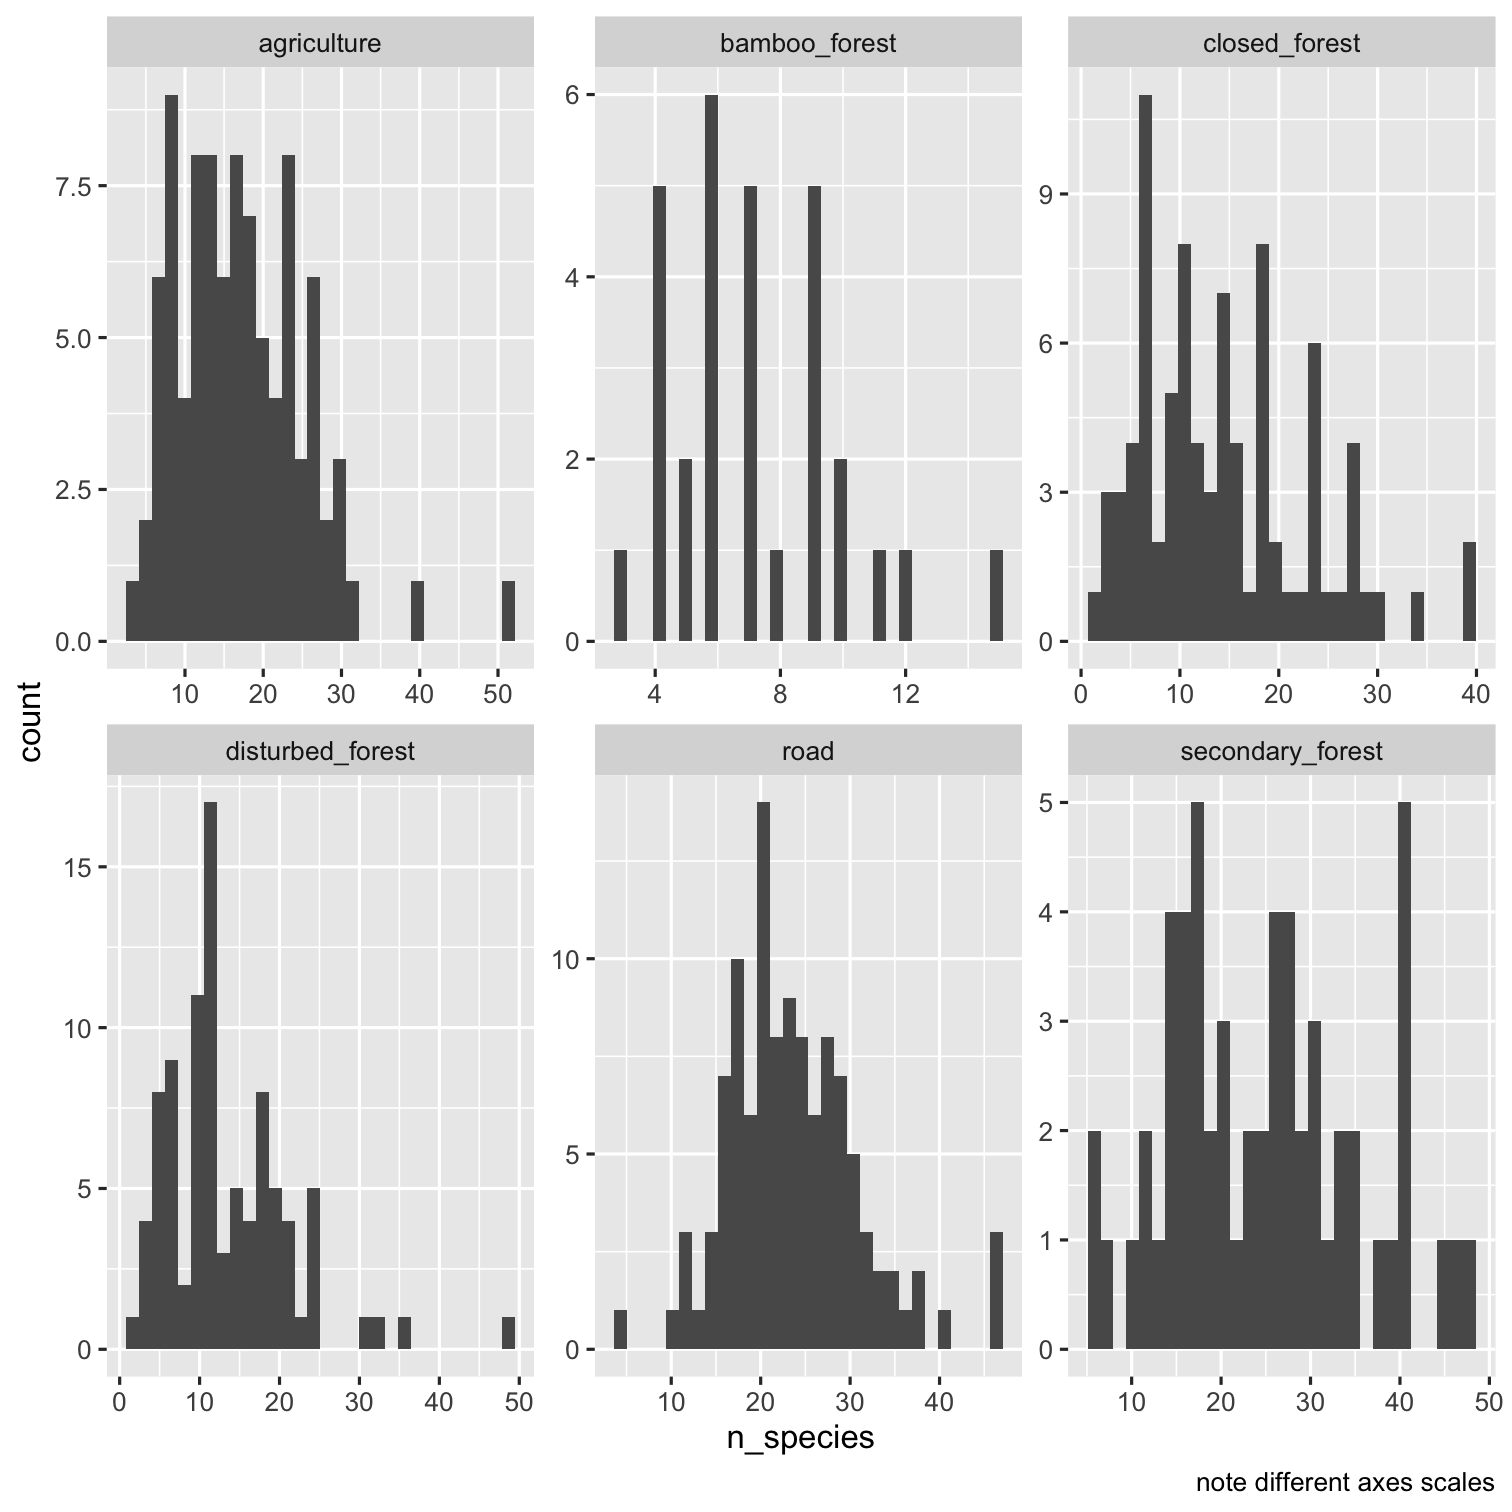 agriculture
bamboo_forest
closed_forest
7.5
5.0
2.5
0.0
10 20 30 40 50
6
4
2
0
4 8 12
9
6
3
0
0 10 20 30 40
count
disturbed_forest
road
secondary_forest
15
10
5
0
0 10 20 30 40 50
10
5
0
10 20 30 40
5
4
3
2
1
0
10 20 30 40 50
n_species
note different axes scales